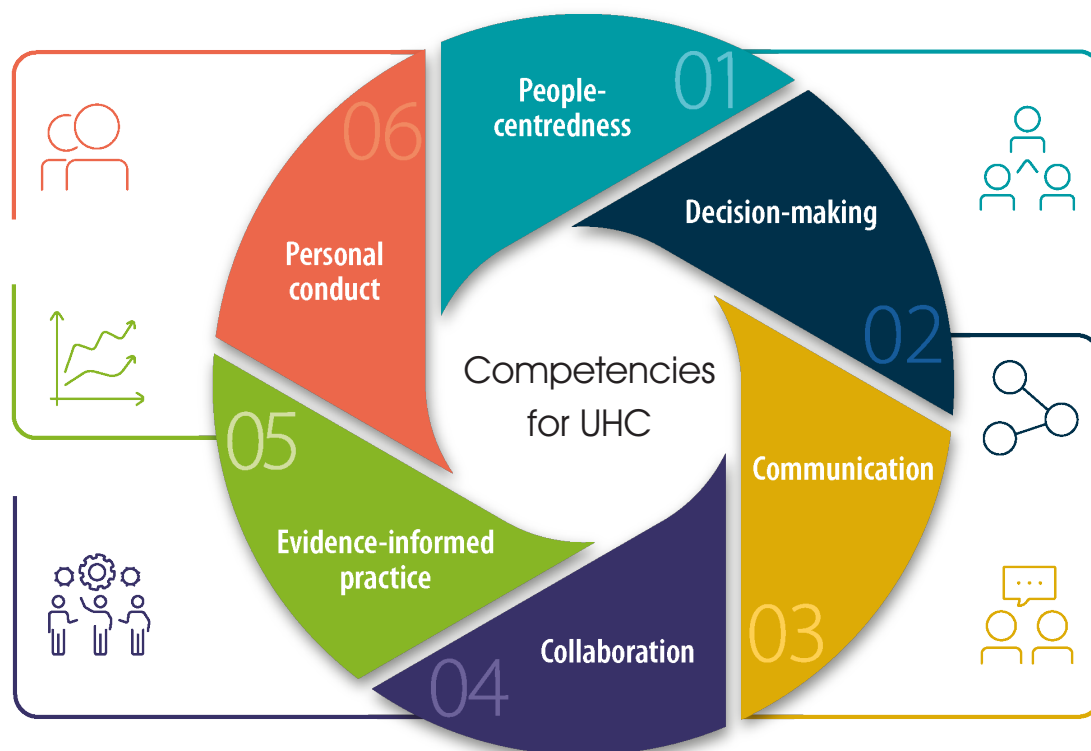 01
People-
centredness
02
Decision-making
03
Communication
04
Collaboration
05
Evidence-informed
practice
06
Personal
conduct
Competencies
for UHC